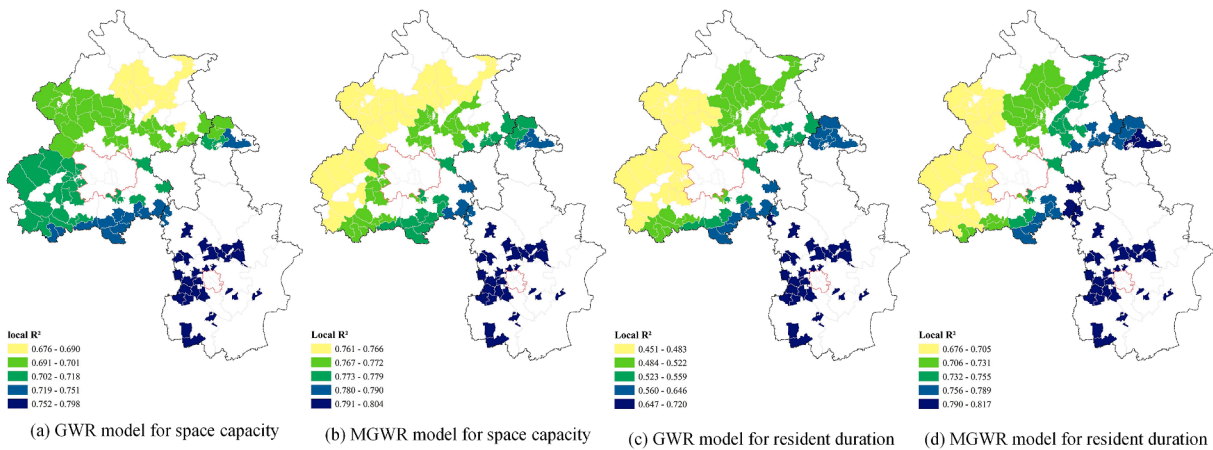 local R²
0.676 - 0.690
0.691 - 0.701
0.702 - 0.718
0.719 - 0.751
0.752 - 0.798
(a) GWR model for space capacity
Local R²
0.761 - 0.766
0.767 - 0.772
0.773 - 0.779
0.780 - 0.790
0.791 - 0.804
(b) MGWR model for space capacity
Local R²
0.451 - 0.483
0.484 - 0.522
0.523 - 0.559
0.560 - 0.646
0.647 - 0.720
(c) GWR model for resident duration
Local R²
0.676 - 0.705
0.706 - 0.731
0.732 - 0.755
0.756 - 0.789
0.790 - 0.817
(d) MGWR model for resident duration